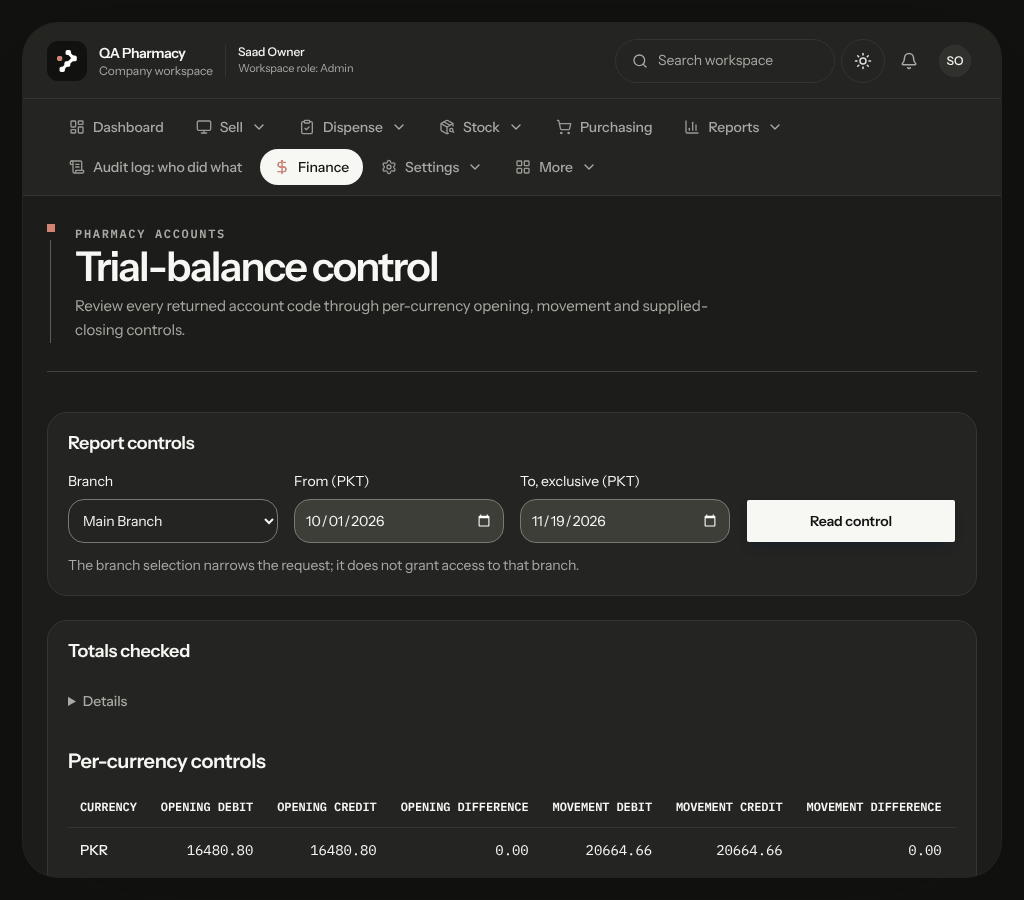 QA Pharmacy
Company workspace
Saad Owner
Workspace role: Admin
Search workspace
SO
Dashboard
Sell
Dispense
Stock
Purchasing
Reports
Audit log: who did what
Finance
Settings
More
PHARMACY ACCOUNTS
Trial-balance control
Review every returned account code through per-currency opening, movement and supplied-
closing controls.
Report controls
Branch
From (PKT)
To, exclusive (PKT)
Main Branch
10/01/2026
11/19/2026
Read control
The branch selection narrows the request; it does not grant access to that branch.
Totals checked
Details
Per-currency controls
CURRENCY OPENING DEBIT OPENING CREDIT OPENING DIFFERENCE MOVEMENT DEBIT MOVEMENT CREDIT MOVEMENT DIFFERENCE
PKR 16480.80 16480.80 0.00 20664.66 20664.66 0.00